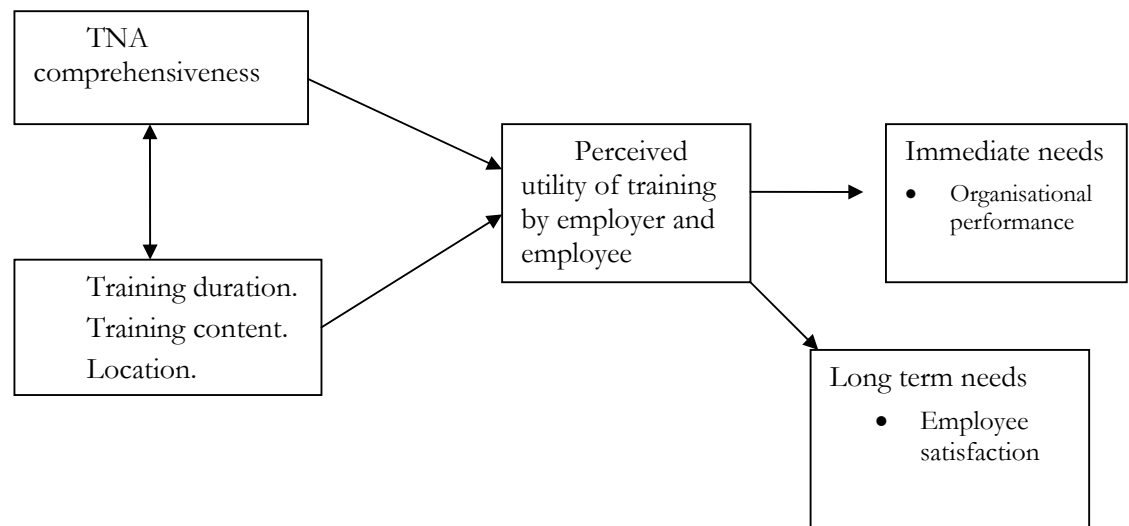 TNA
comprehensiveness
Training duration.
Training content.
Location.
Perceived
utility of training
by employer and
employee
Immediate needs
• Organisational
performance
Long term needs
• Employee
satisfaction